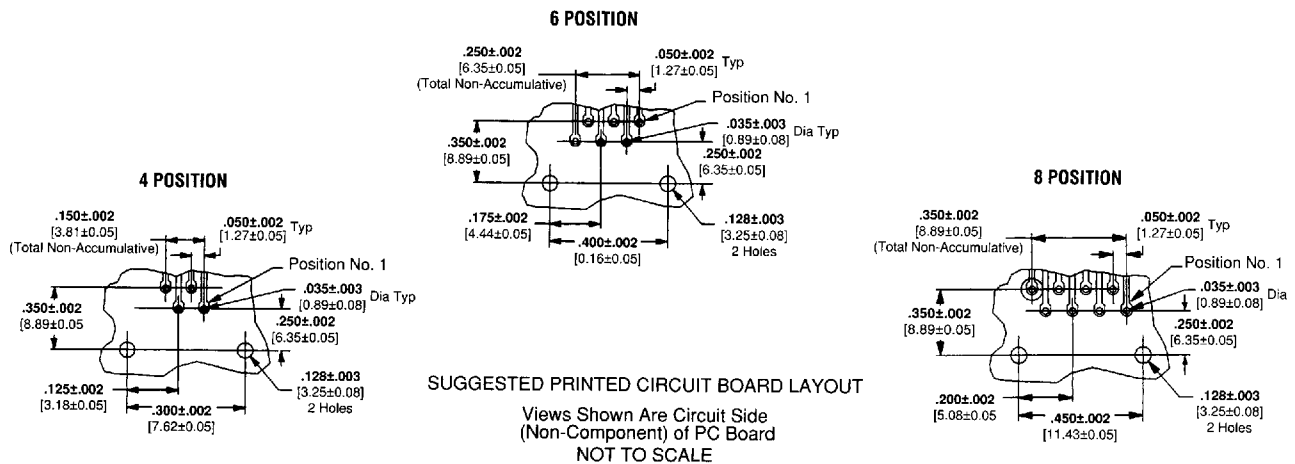 6 POSITION
.250±.002
[6.35±0.05]
(Total Non-Accumulative)
.050±.002
[1.27±0.05] Typ
Position No. 1
.035±.003
[0.89±0.08] Dia Typ
.350±.002
[8.89±0.05]
.250±.002
[6.35±0.05]
.175±.002
[4.44±0.05]
.400±.002
[0.16±0.05]
.128±.003
[3.25±0.08]
2 Holes
4 POSITION
.150±.002
[3.81±0.05]
(Total Non-Accumulative)
.050±.002
[1.27±0.05] Typ
Position No. 1
.035±.003
[0.89±0.08] Dia Typ
.350±.002
[8.89±0.05
.250±.002
[6.35±0.05]
.125±.002
[3.18±0.05]
.300±.002
[7.62±0.05]
.128±.003
[3.25±0.08]
2 Holes
8 POSITION
.350±.002
[8.89±0.05]
(Total Non-Accumulative)
.050±.002
[1.27±0.05] Typ
Position No. 1
.035±.003
[0.89±0.08] Dia
.350±.002
[8.89±0.05]
.250±.002
[6.35±0.05]
.200±.002
[5.08±0.05
.450±.002
[11.43±0.05]
.128±.003
[3.25±0.08]
2 Holes
SUGGESTED PRINTED CIRCUIT BOARD LAYOUT
Views Shown Are Circuit Side
(Non-Component) of PC Board
NOT TO SCALE